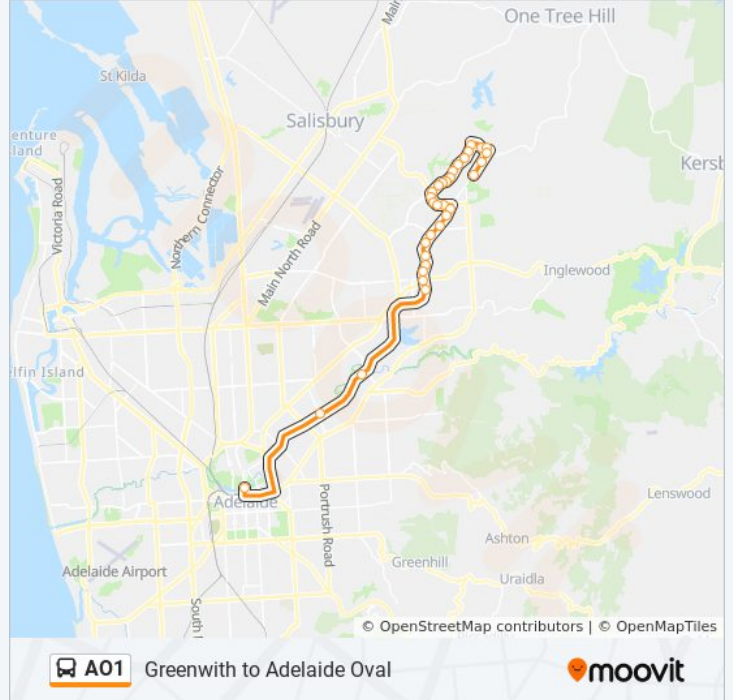 Main
One Tree Hill
St Kilda
Salisbury
enture
land
Kersb
Victoria Road
Northern Connector
Main North Road
Inglewood
lfin Island
Adelaide
Portrush Road
Lenswood
Ashton
Greenhill
Uraidla
Adelaide Airport
South
© OpenStreetMap contributors | © OpenMapTiles
AO1 Greenwith to Adelaide Oval moovit